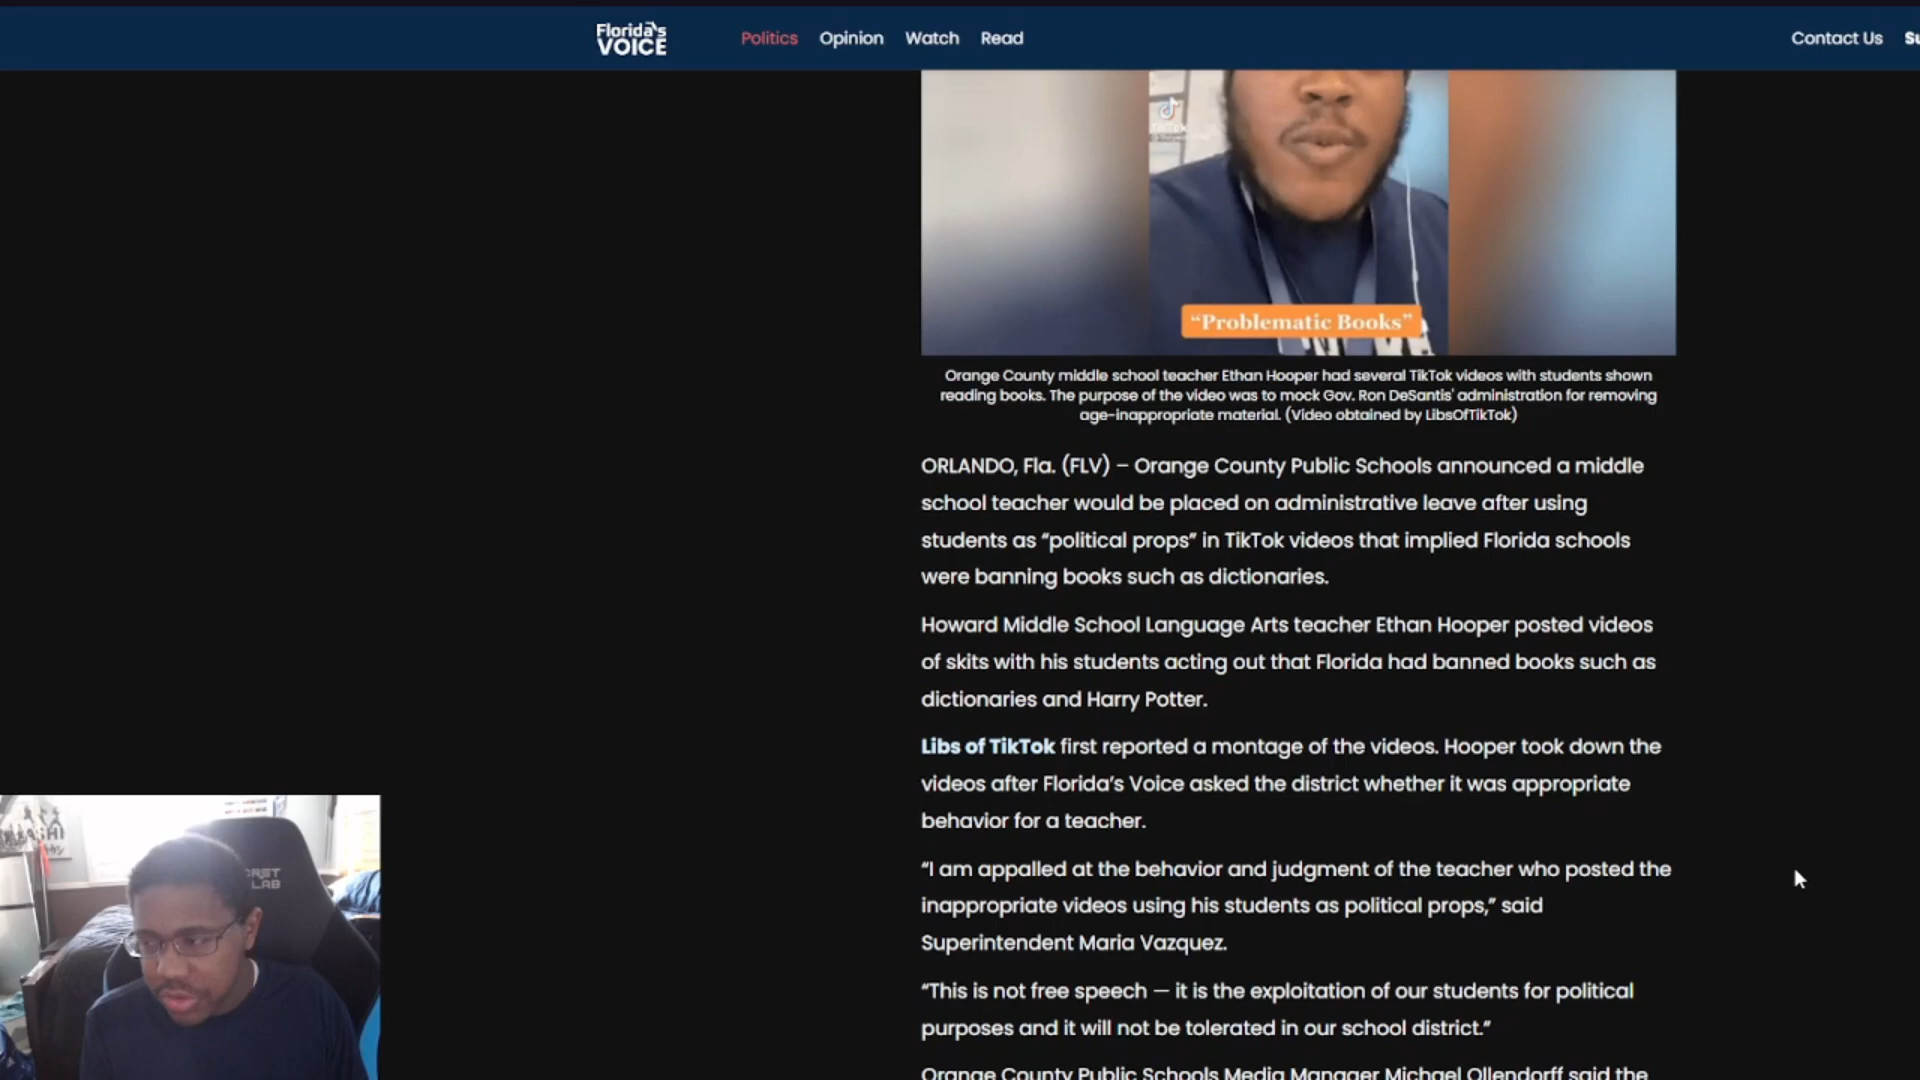 Florida's
VOICE
Politics Opinion Watch Read
Contact Us
TikTok
“Problematic Books”
Orange County middle school teacher Ethan Hooper had several TikTok videos with students shown
reading books. The purpose of the video was to mock Gov. Ron DeSantis' administration for removing
age-inappropriate material. (Video obtained by LibsOfTikTok)
ORLANDO, Fla. (FLV) – Orange County Public Schools announced a middle
school teacher would be placed on administrative leave after using
students as “political props” in TikTok videos that implied Florida schools
were banning books such as dictionaries.
Howard Middle School Language Arts teacher Ethan Hooper posted videos
of skits with his students acting out that Florida had banned books such as
dictionaries and Harry Potter.
Libs of TikTok first reported a montage of the videos. Hooper took down the
videos after Florida’s Voice asked the district whether it was appropriate
behavior for a teacher.
“I am appalled at the behavior and judgment of the teacher who posted the
inappropriate videos using his students as political props,” said
Superintendent Maria Vazquez.
“This is not free speech — it is the exploitation of our students for political
purposes and it will not be tolerated in our school district.”
Orange County Public Schools Media Manager Michael Ollendorff said the
LAB